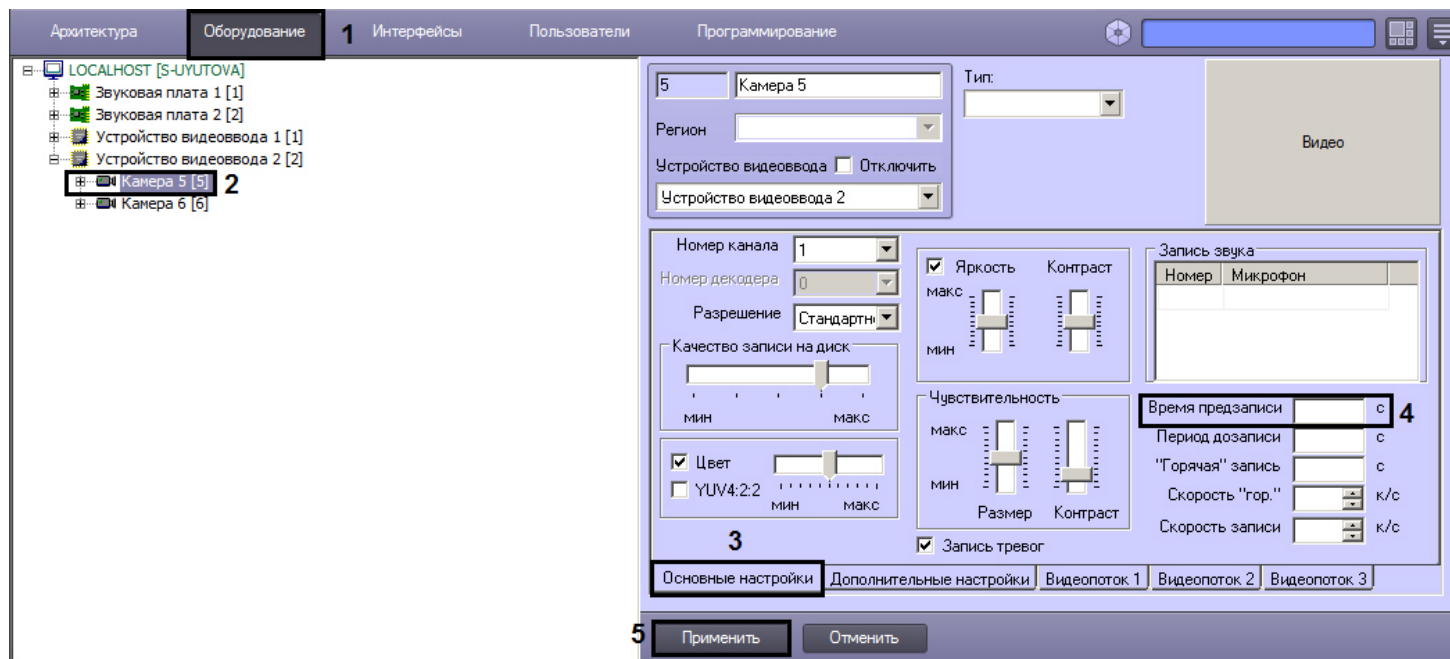 Архитектура Оборудование 1 Интерфейсы Пользователи Программирование
LOCALHOST [S-UYUTOVA]
Звуковая плата 1 [1]
Звуковая плата 2 [2]
Устройство видеоввода 1 [1]
Устройство видеоввода 2 [2]
Камера 5 [5] 2
Камера 6 [6]
5 Камера 5
Тип:
Регион
Устройство видеоввода Отключить
Устройство видеоввода 2
Видео
Номер канала 1
Номер декодера 0
Разрешение Стандартн
Качество записи на диск
мин макс
Цвет
YUV4:2:2
мин макс
Яркость Контраст
макс
мин
Чувствительность
макс
мин
Размер Контраст
Запись тревог
Запись звука
Номер Микрофон
Время предзаписи с 4
Период дозаписи с
"Горячая" запись с
Скорость "гор." к/с
Скорость записи к/с
3
Основные настройки Дополнительные настройки Видеопоток 1 Видеопоток 2 Видеопоток 3
5 Применить Отменить